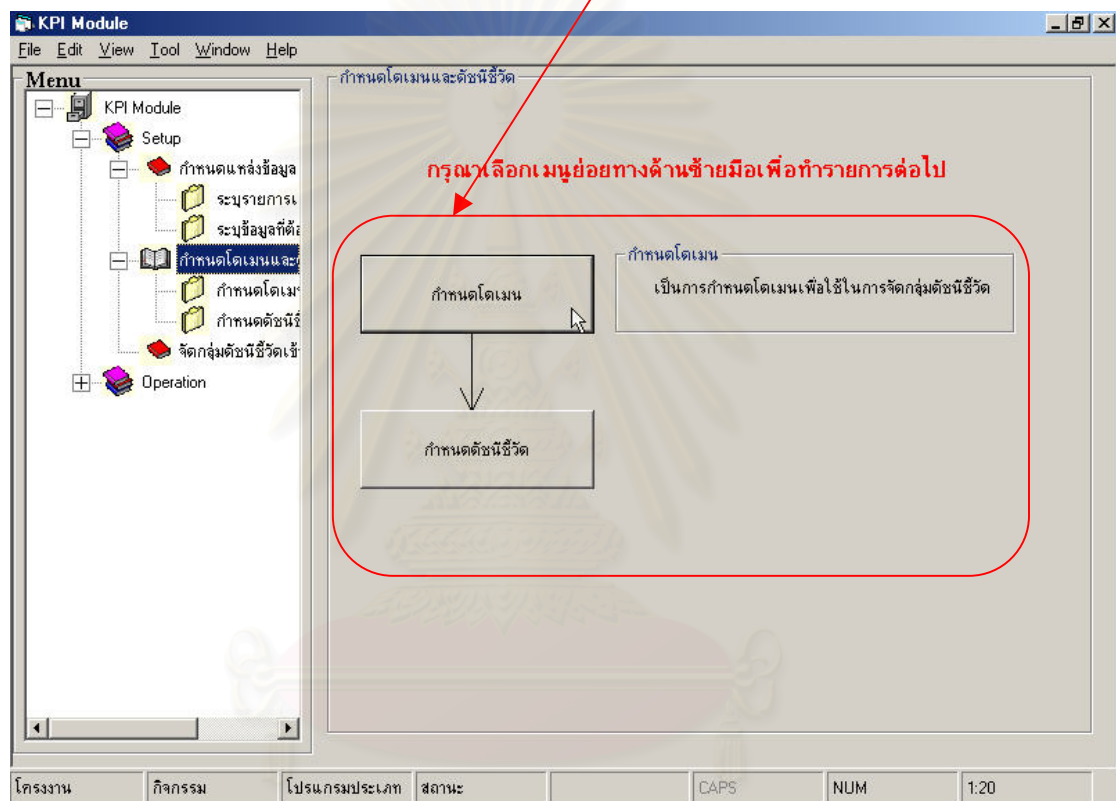 KPI Module
File Edit View Tool Window Help
Menu
KPI Module
Setup
กำหนดแหล่งข้อมูล
ระบุรายการเ
ระบุข้อมูลที่ต้อ
กำหนดโดเมนและ
กำหนดโดเม
กำหนดดัชนีชี้
จัดกลุ่มดัชนีชี้วัดเข้
Operation
กำหนดโดเมนและดัชนีชี้วัด
กรุณาเลือกเมนูย่อยทางด้านซ้ายมือเพื่อทำรายการต่อไป
กำหนดโดเมน
กำหนดโดเมน
เป็นการกำหนดโดเมนเพื่อใช้ในการจัดกลุ่มดัชนีชี้วัด
กำหนดดัชนีชี้วัด
โครงงาน กิจกรรม โปรแกรมประเภท สถานะ CAPS NUM 1:20